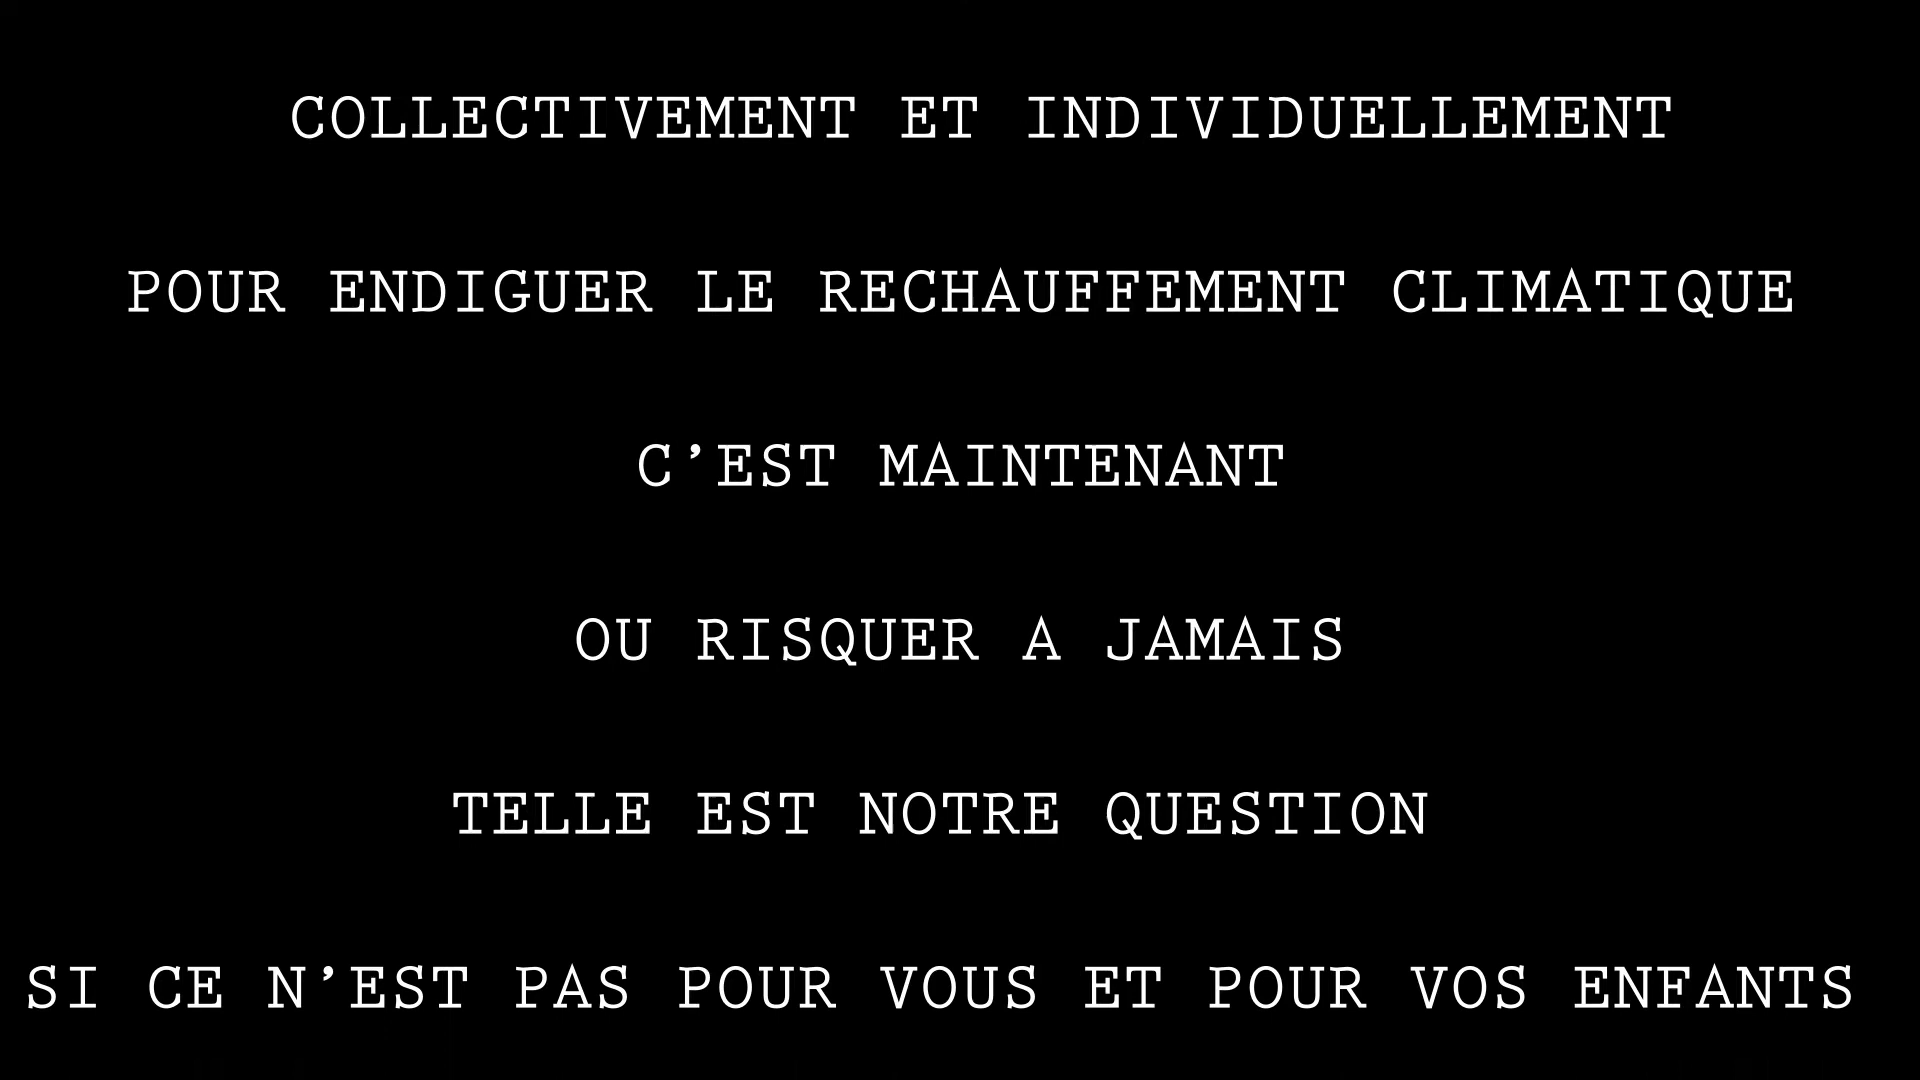 COLLECTIVEMENT ET INDIVIDUELLEMENT
POUR ENDIGUER LE RECHAUFFEMENT CLIMATIQUE
C’EST MAINTENANT
OU RISQUER A JAMAIS
TELLE EST NOTRE QUESTION
SI CE N’EST PAS POUR VOUS ET POUR VOS ENFANTS